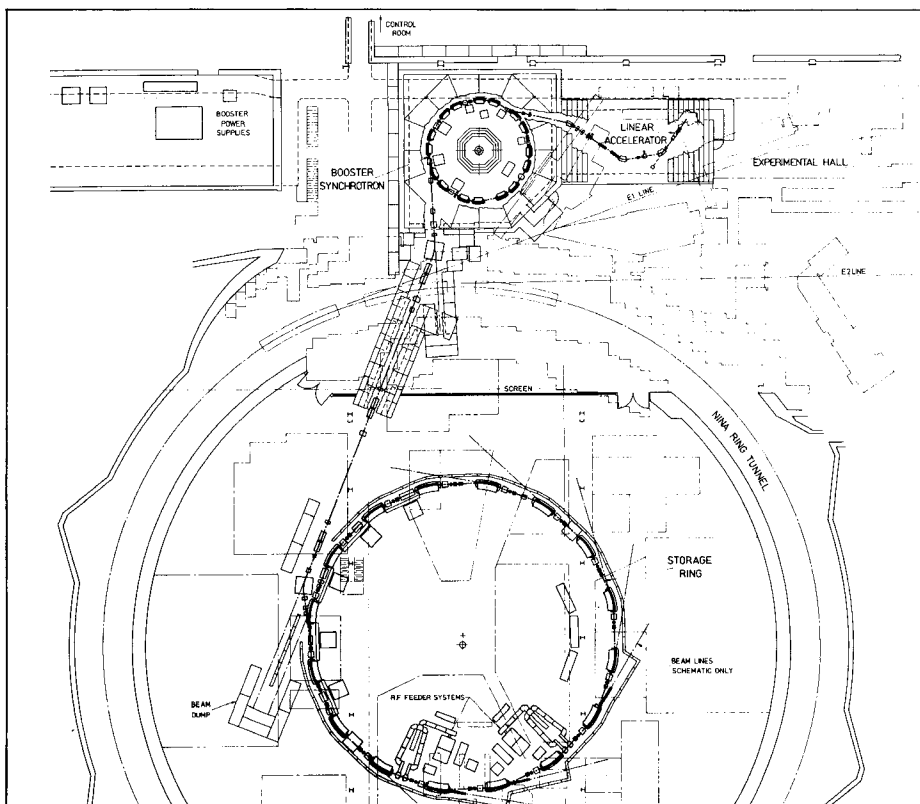 CONTROL
ROOM
BOOSTER
POWER
SUPPLIES
LINEAR
ACCELERATOR
EXPERIMENTAL HALL
BOOSTER
SYNCHROTRON
E1 LINE
E2 LINE
SCREEN
NINA RING TUNNEL
STORAGE
RING
BEAM LINES
SCHEMATIC ONLY
R.F. FEEDER SYSTEMS
BEAM
DUMP